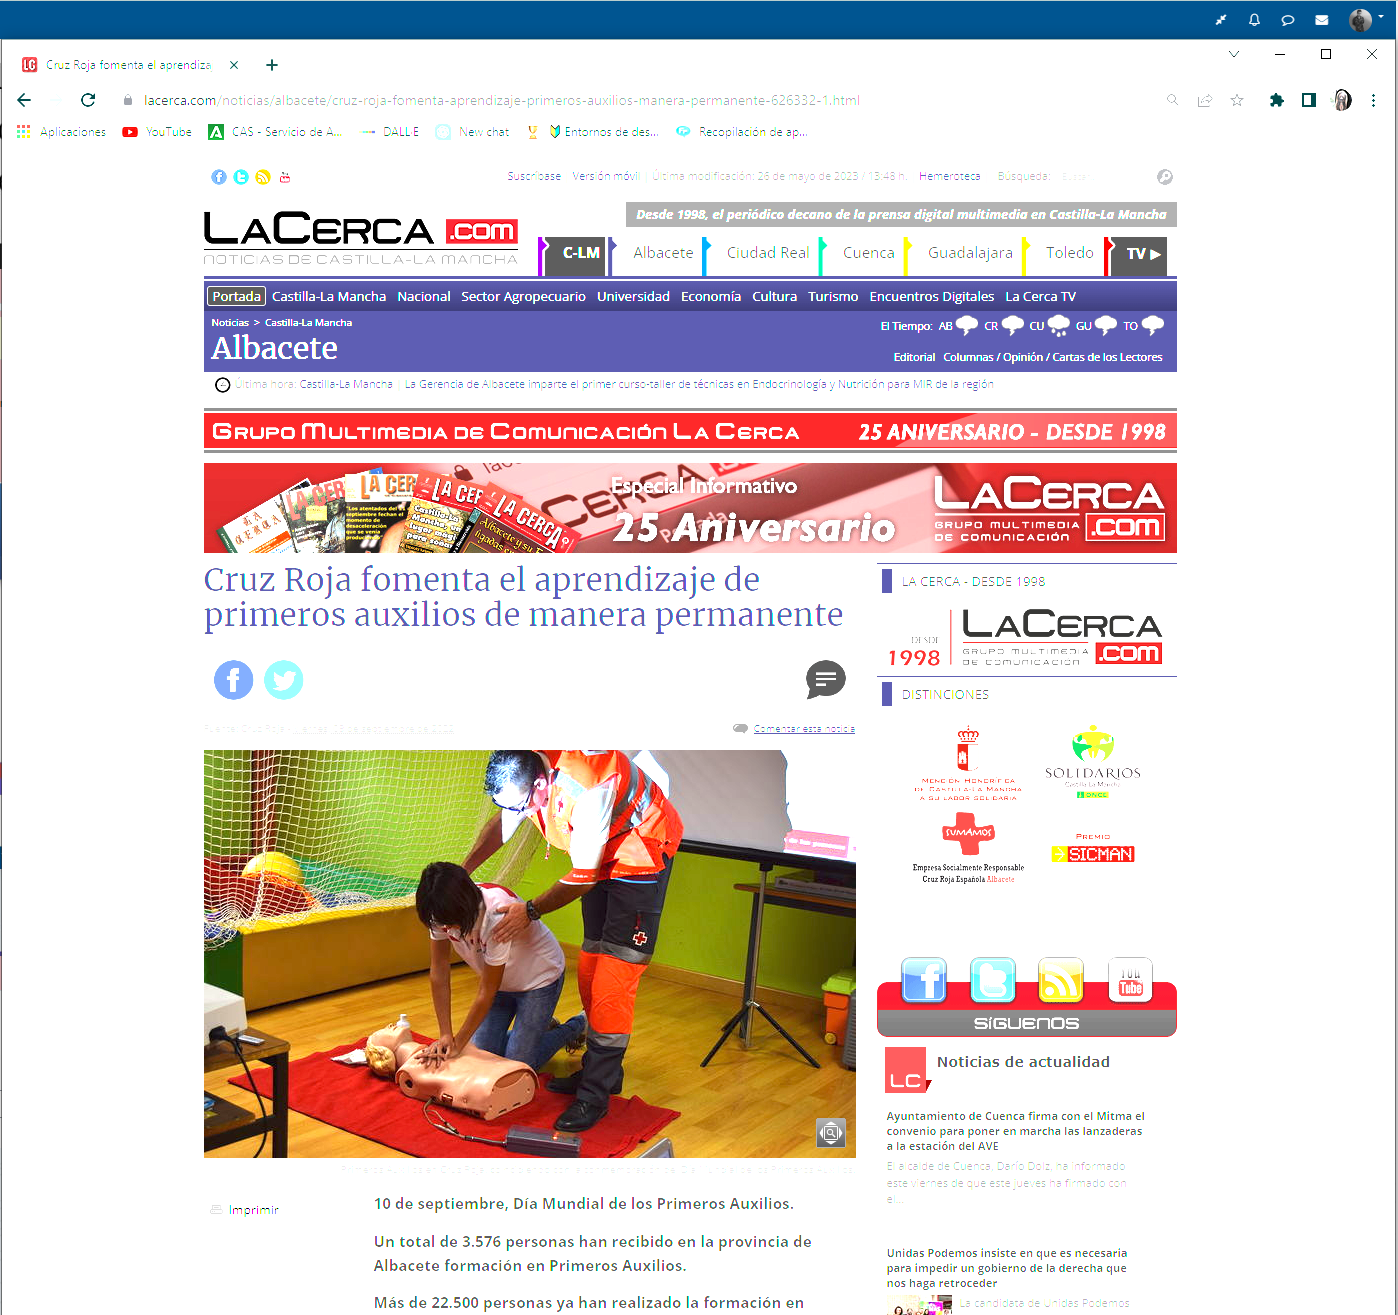 Cruz Roja fomenta el aprendiza
lacerca.com/noticias/albacete/cruz-roja-fomenta-aprendizaje-primeros-auxilios-manera-permanente-626332-1.html
Aplicaciones YouTube CAS - Servicio de A... DALL·E New chat Entornos de des... Recopilación de ap...
Suscríbase Versión móvil Última modificación: 26 de mayo de 2023 / 13:48 h. Hemeroteca Búsqueda: Buscar
Desde 1998, el periódico decano de la prensa digital multimedia en Castilla-La Mancha
LACERCA .com
NOTICIAS DE CASTILLA-LA MANCHA
C-LM Albacete Ciudad Real Cuenca Guadalajara Toledo TV ▶
Portada Castilla-La Mancha Nacional Sector Agropecuario Universidad Economía Cultura Turismo Encuentros Digitales La Cerca TV
Noticias > Castilla-La Mancha
El Tiempo: AB CR CU GU TO
Albacete
Editorial Columnas / Opinión / Cartas de los Lectores
Última hora: Castilla-La Mancha | La Gerencia de Albacete imparte el primer curso-taller de técnicas en Endocrinología y Nutrición para MIR de la región
GRUPO MULTIMEDIA DE COMUNICACIÓN LA CERCA 25 ANIVERSARIO - DESDE 1998
Especial Informativo
25 Aniversario
LACERCA
GRUPO MULTIMEDIA
DE COMUNICACIÓN .com
Cruz Roja fomenta el aprendizaje de
primeros auxilios de manera permanente
Comentar esta noticia
Imprimir
10 de septiembre, Día Mundial de los Primeros Auxilios.
Un total de 3.576 personas han recibido en la provincia de
Albacete formación en Primeros Auxilios.
Más de 22.500 personas ya han realizado la formación en
LA CERCA - DESDE 1998
DESDE
1998
LACERCA
GRUPO MULTIMEDIA
DE COMUNICACIÓN .com
DISTINCIONES
MENCIÓN HONORÍFICA
DE CASTILLA-LA MANCHA
A SU LABOR SOLIDARIA
SOLIDARIOS
Castilla-La Mancha
ONCE
SUMAMOS
Empresa Socialmente Responsable
Cruz Roja Española Albacete
PREMIO
SICMAN
You
Tube
SÍGUENOS
LC
Noticias de actualidad
Ayuntamiento de Cuenca firma con el Mitma el
convenio para poner en marcha las lanzaderas
a la estación del AVE
El alcalde de Cuenca, Darío Dolz, ha informado
este viernes de que este jueves ha firmado con
el...
Unidas Podemos insiste en que es necesaria
para impedir un gobierno de la derecha que
nos haga retroceder
La candidata de Unidas Podemos